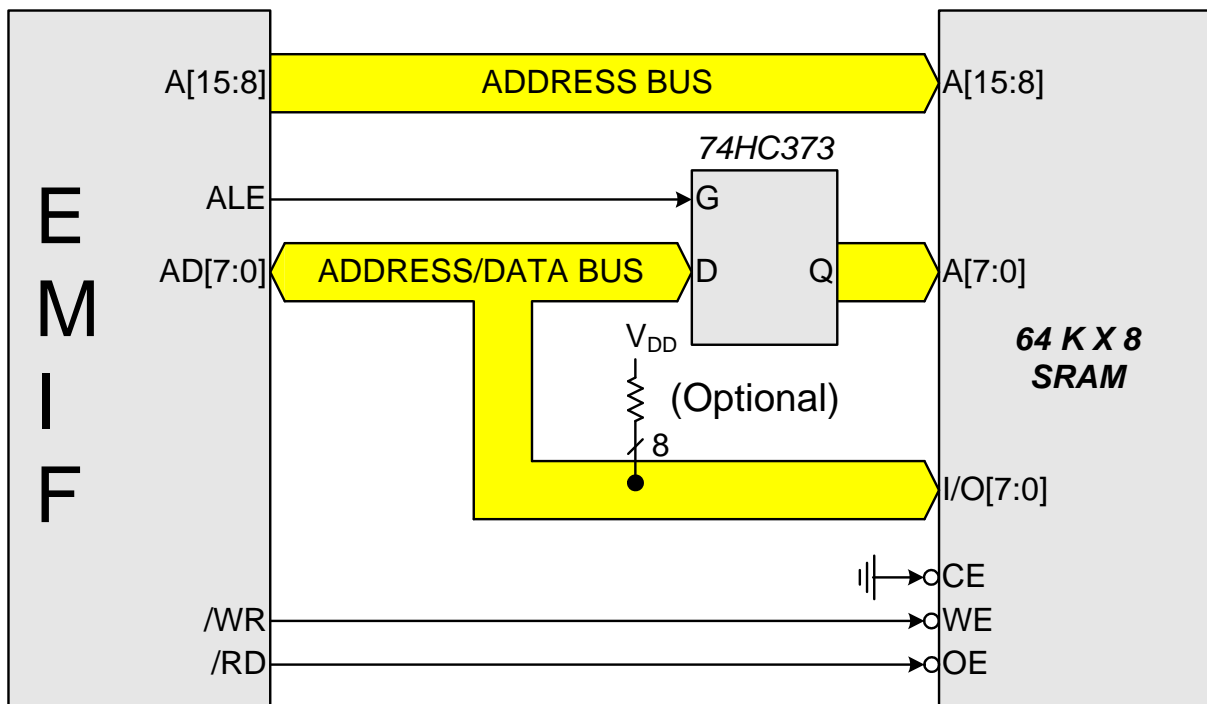 A[15:8] ADDRESS BUS A[15:8]
74HC373
ALE G
AD[7:0] ADDRESS/DATA BUS D Q A[7:0]
E
M
I
F
64 K X 8
SRAM
VDD
(Optional)
8
I/O[7:0]
CE
/WR WE
/RD OE